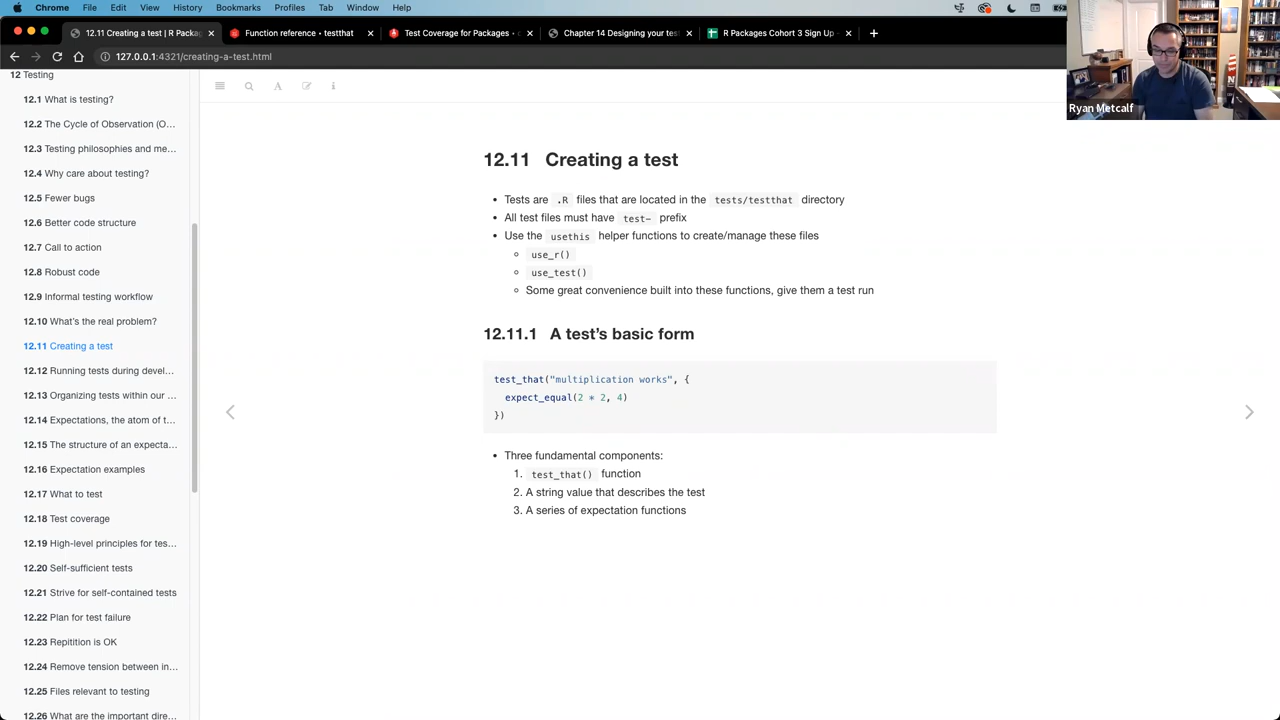 Chrome File Edit View History Bookmarks Profiles Tab Window Help
12.11 Creating a test | R Packag
Function reference • testthat
Test Coverage for Packages •
Chapter 14 Designing your test
R Packages Cohort 3 Sign Up
127.0.0.1:4321/creating-a-test.html
Ryan Metcalf
12 Testing
12.1 What is testing?
12.2 The Cycle of Observation (O...
12.3 Testing philosophies and me...
12.4 Why care about testing?
12.5 Fewer bugs
12.6 Better code structure
12.7 Call to action
12.8 Robust code
12.9 Informal testing workflow
12.10 What's the real problem?
12.11 Creating a test
12.12 Running tests during devel...
12.13 Organizing tests within our ...
12.14 Expectations, the atom of t...
12.15 The structure of an expecta...
12.16 Expectation examples
12.17 What to test
12.18 Test coverage
12.19 High-level principles for tes...
12.20 Self-sufficient tests
12.21 Strive for self-contained tests
12.22 Plan for test failure
12.23 Repitition is OK
12.24 Remove tension between in...
12.25 Files relevant to testing
12.26 What are the important dire...
12.11 Creating a test
• Tests are .R files that are located in the tests/testthat directory
• All test files must have test- prefix
• Use the usethis helper functions to create/manage these files
use_r()
use_test()
Some great convenience built into these functions, give them a test run
12.11.1 A test's basic form
test_that("multiplication works", {
expect_equal(2 * 2, 4)
})
• Three fundamental components:
1. test_that() function
2. A string value that describes the test
3. A series of expectation functions